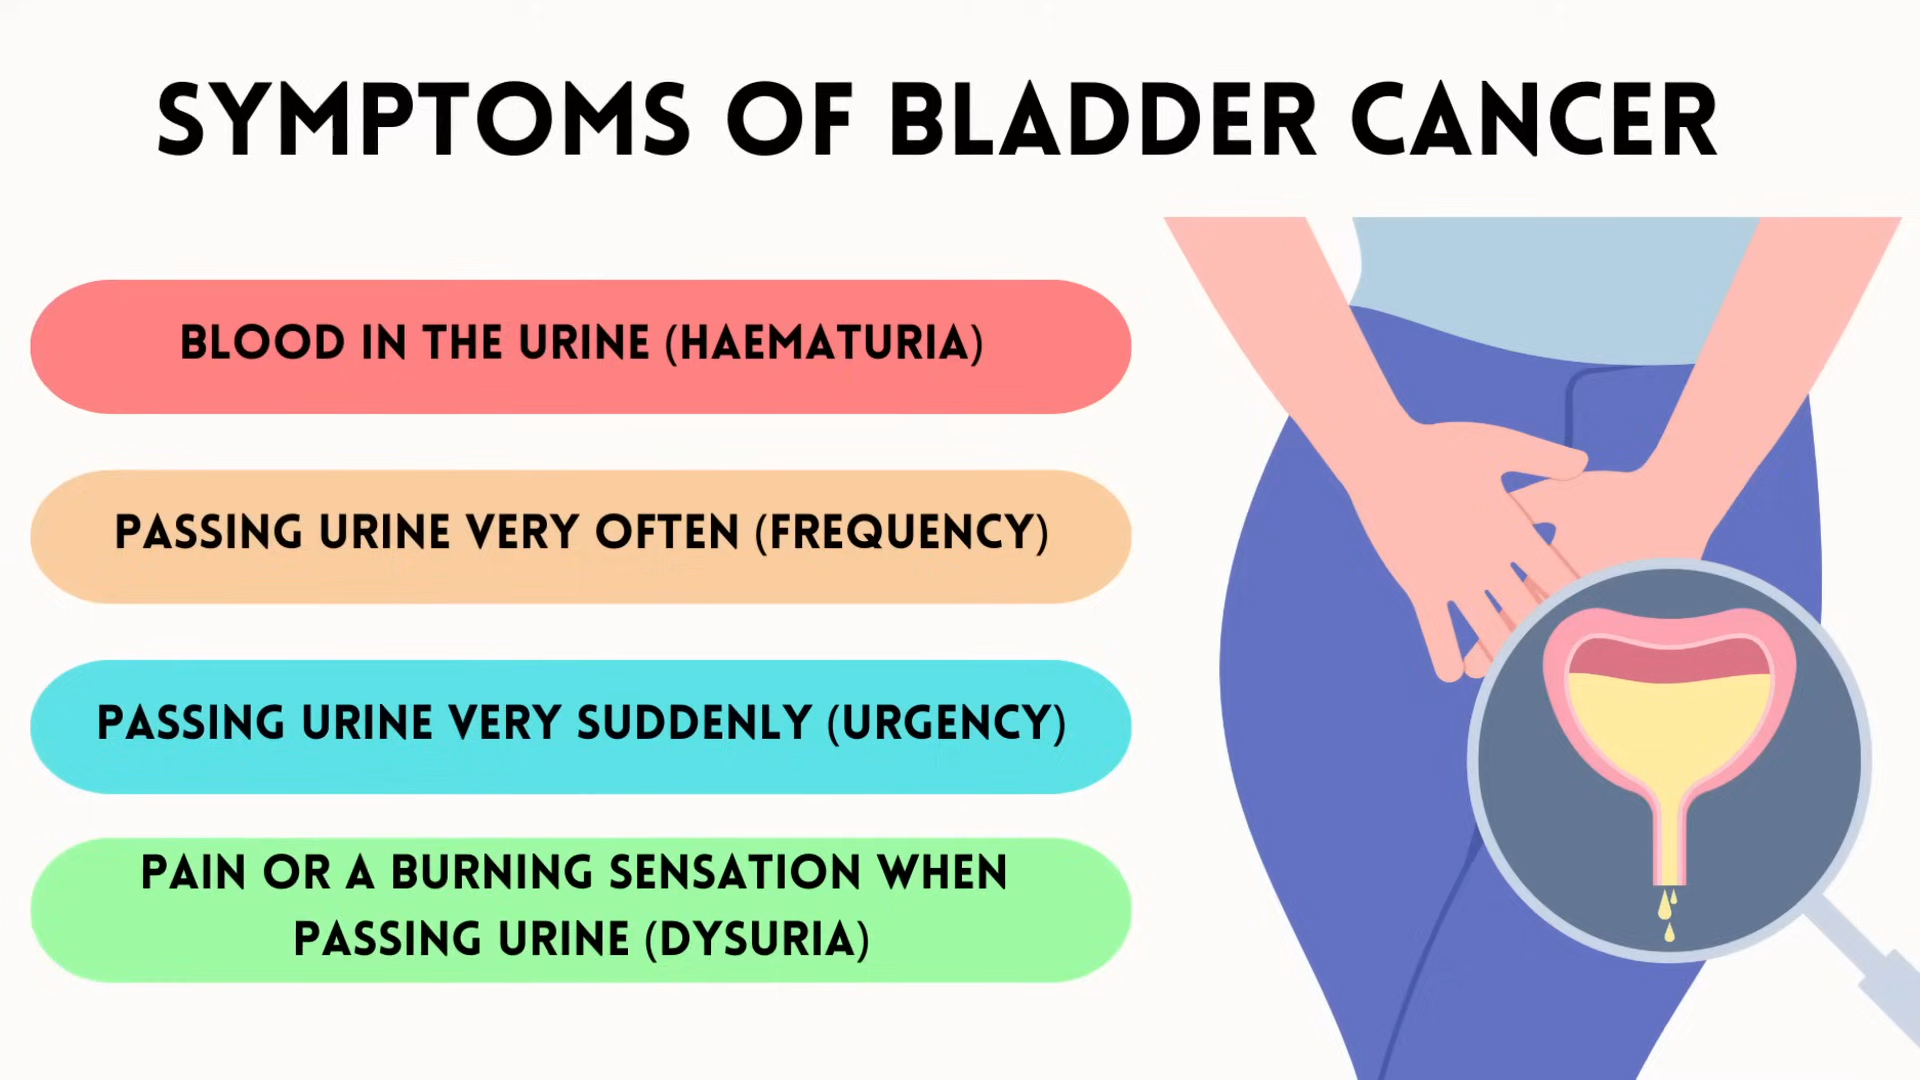 SYMPTOMS OF BLADDER CANCER
BLOOD IN THE URINE (HAEMATURIA)
PASSING URINE VERY OFTEN (FREQUENCY)
PASSING URINE VERY SUDDENLY (URGENCY)
PAIN OR A BURNING SENSATION WHEN
PASSING URINE (DYSURIA)